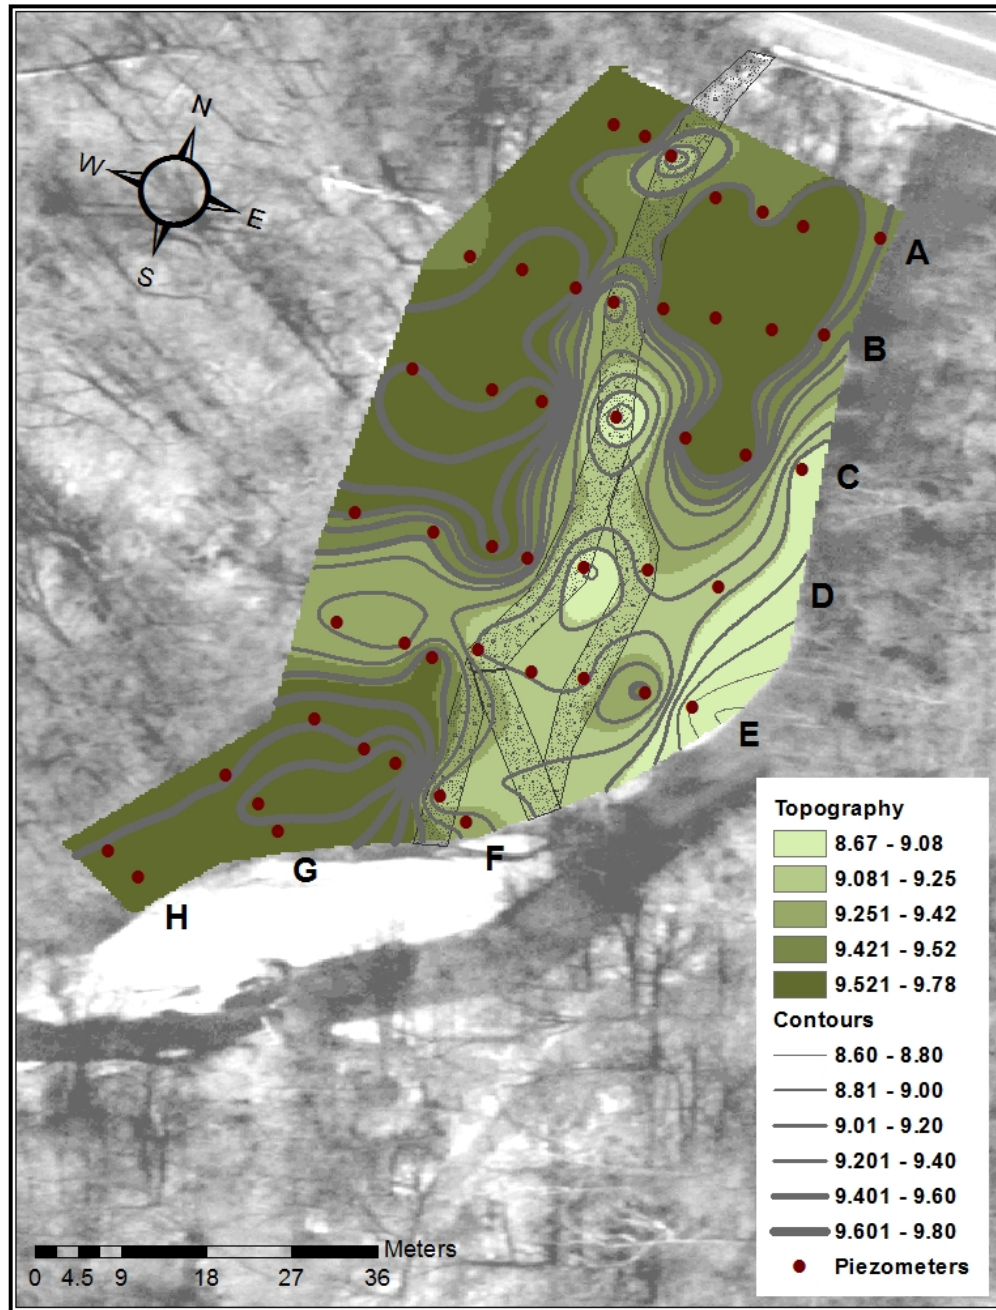 N
W
E
S
A
B
C
D
E
F
G
H
Topography
8.67 - 9.08
9.081 - 9.25
9.251 - 9.42
9.421 - 9.52
9.521 - 9.78
Contours
8.60 - 8.80
8.81 - 9.00
9.01 - 9.20
9.201 - 9.40
9.401 - 9.60
9.601 - 9.80
Piezometers
Meters
0 4.5 9 18 27 36